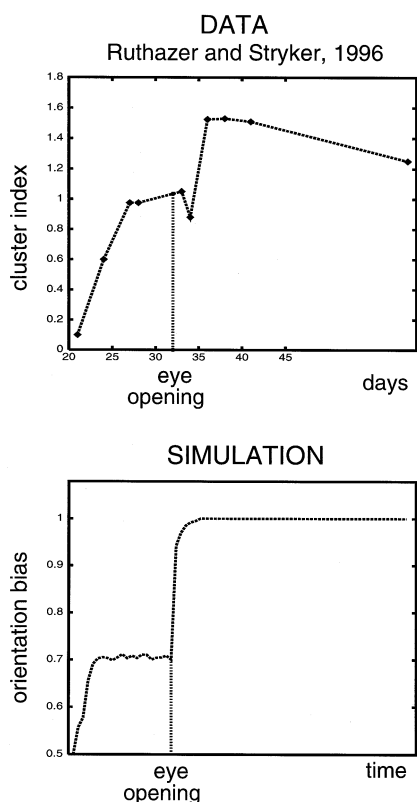 DATA
Ruthazer and Stryker, 1996
1.8
1.6
1.4
1.2
1
0.8
0.6
0.4
0.2
0
cluster index
20 25 30 35 40 45
eye
opening
days
SIMULATION
1
0.9
0.8
0.7
0.6
0.5
orientation bias
eye
opening
time